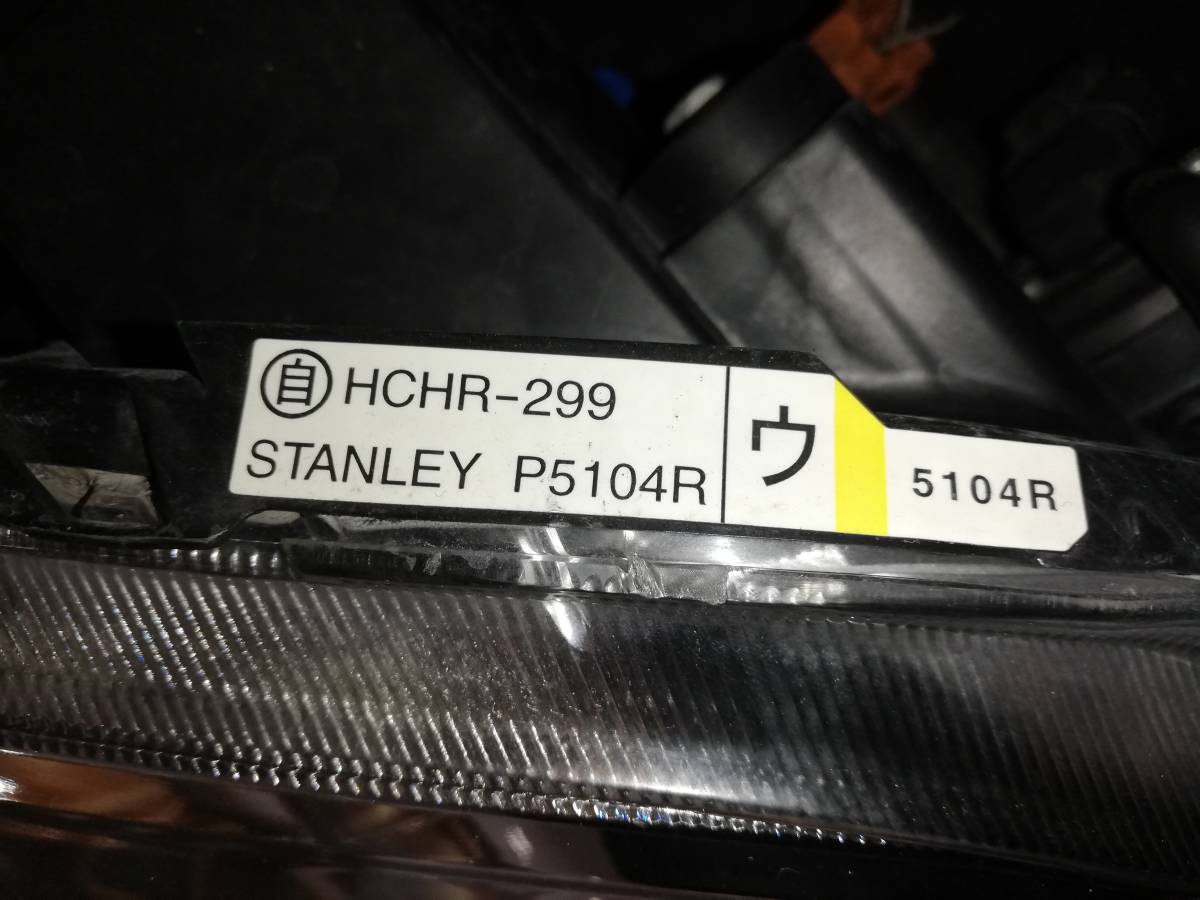 自 HCHR-299
STANLEY P5104R
ウ
5104R